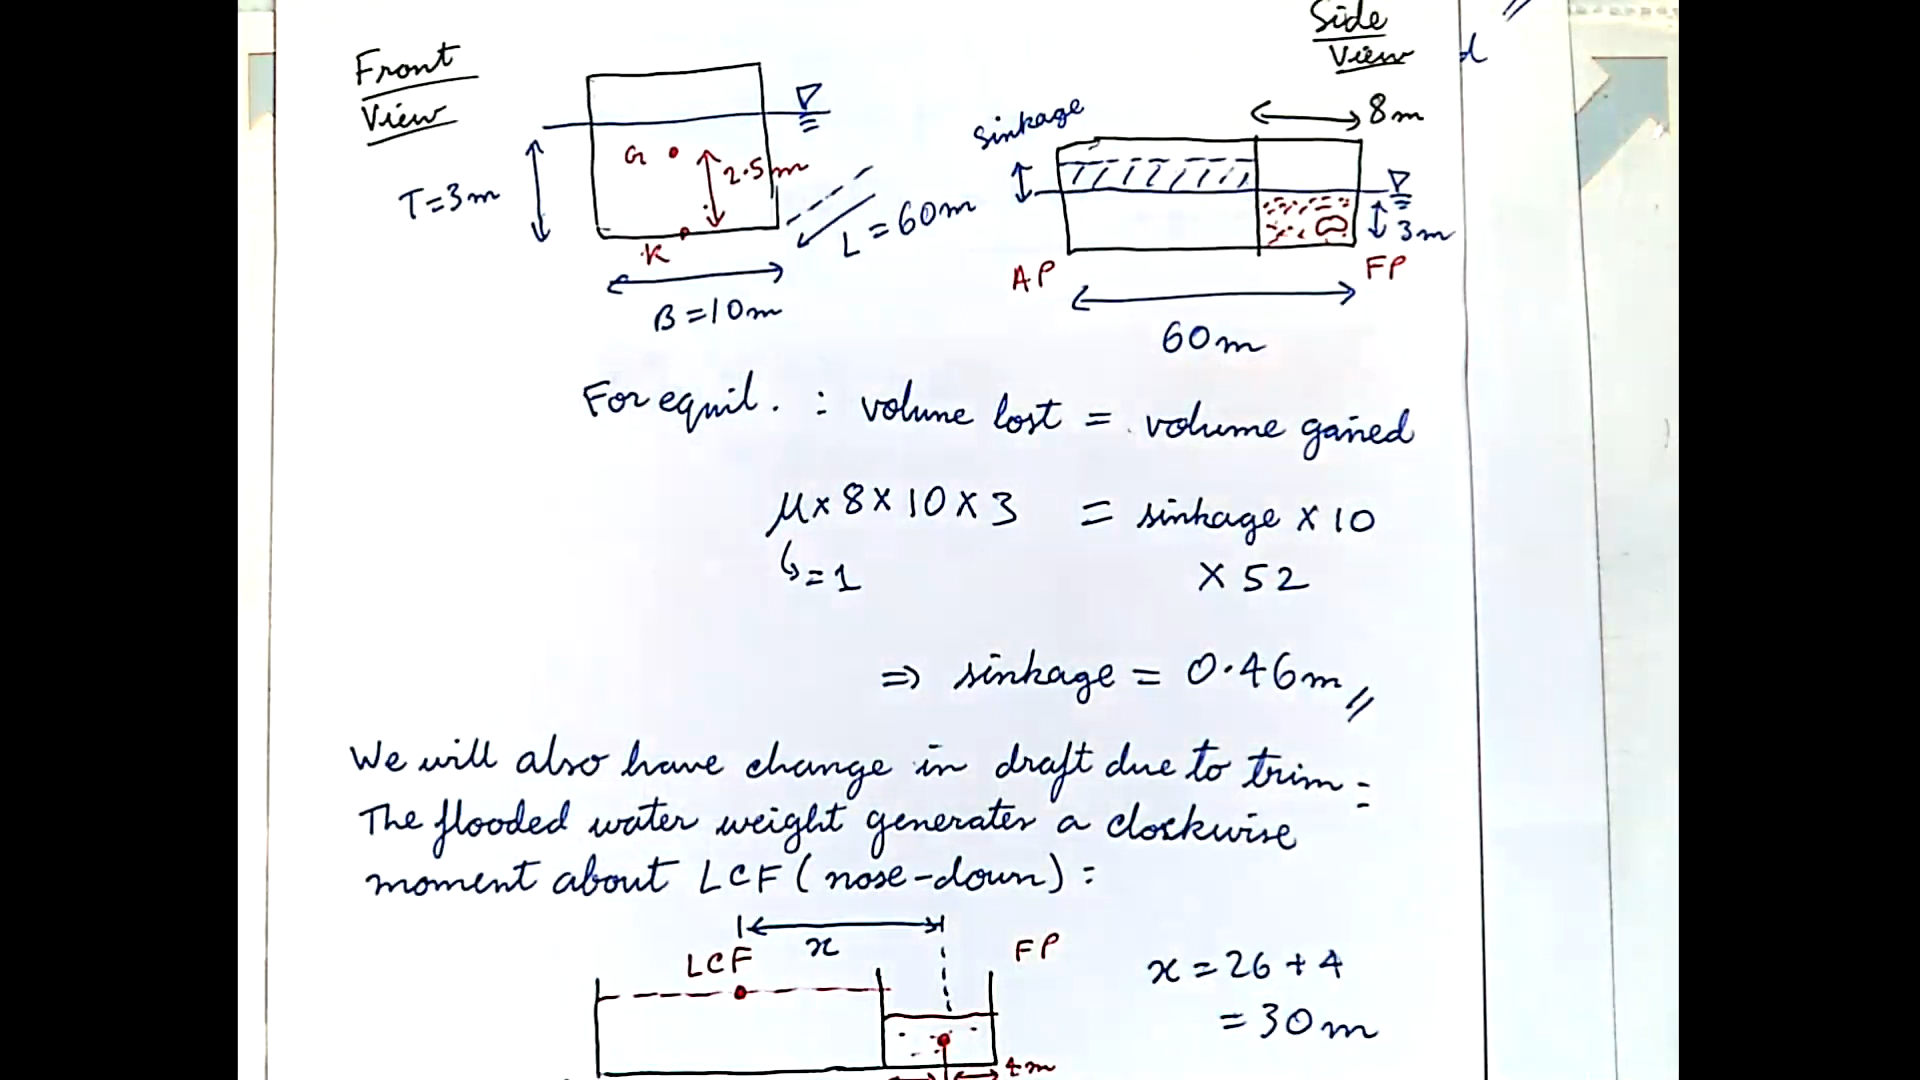 Front
View
T=3m
G
2.5m
K
L = 60m
B = 10m
Side
View
d
sinkage
8m
3m
AP
FP
60m
For equil. : volume lost = volume gained
μ x 8 x 10 x 3 = sinkage x 10
↳ = 1
x 52
⇒ sinkage = 0.46m //
We will also have change in draft due to trim :
The flooded water weight generates a clockwise
moment about LCF (nose-down) :
x
LCF
FP
4m
x = 26 + 4
= 30m